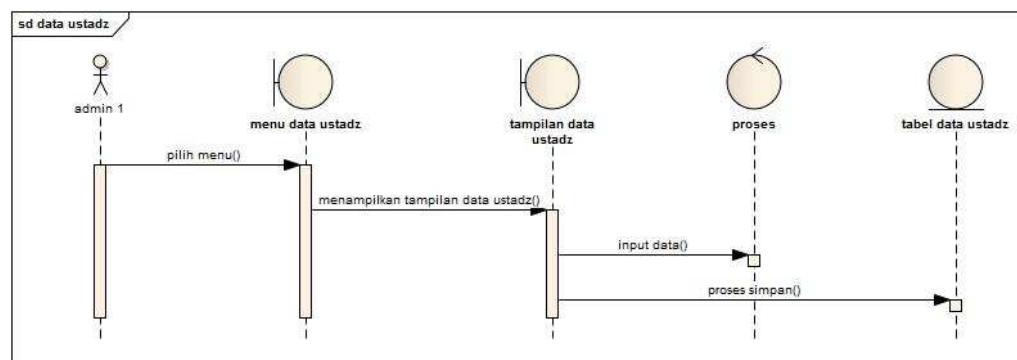 sd data ustadz
admin 1
menu data ustadz
tampilan data
ustadz
proses
tabel data ustadz
pilih menu()
menampilkan tampilan data ustadz()
input data()
proses simpan()